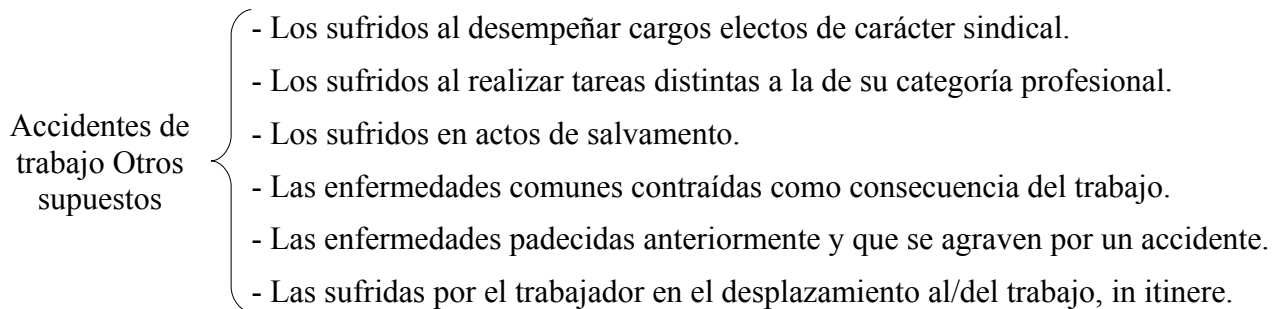 Accidentes de
trabajo Otros
supuestos
- Los sufridos al desempeñar cargos electos de carácter sindical.
- Los sufridos al realizar tareas distintas a la de su categoría profesional.
- Los sufridos en actos de salvamento.
- Las enfermedades comunes contraídas como consecuencia del trabajo.
- Las enfermedades padecidas anteriormente y que se agraven por un accidente.
- Las sufridas por el trabajador en el desplazamiento al/del trabajo, in itinere.